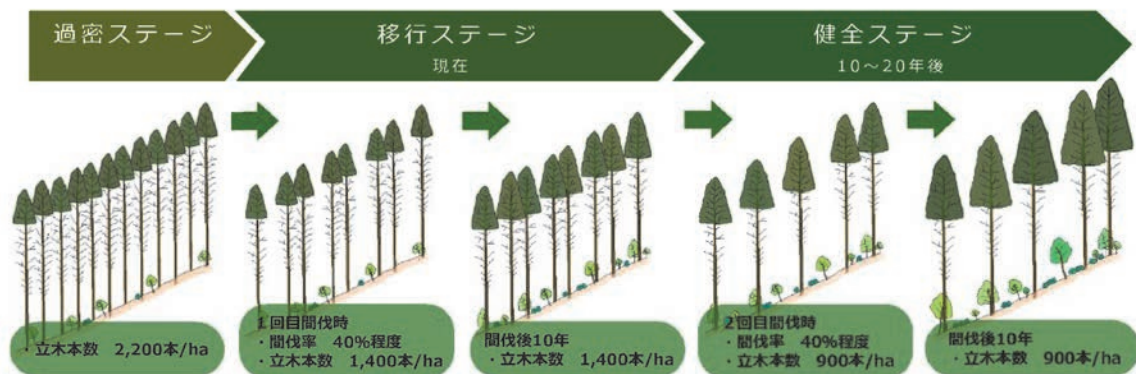 過密ステージ
移行ステージ
現在
健全ステージ
10～20年後
・立木本数 2,200本/ha
1回目間伐時
・間伐率 40%程度
・立木本数 1,400本/ha
間伐後10年
・立木本数 1,400本/ha
2回目間伐時
・間伐率 40%程度
・立木本数 900本/ha
間伐後10年
・立木本数 900本/ha